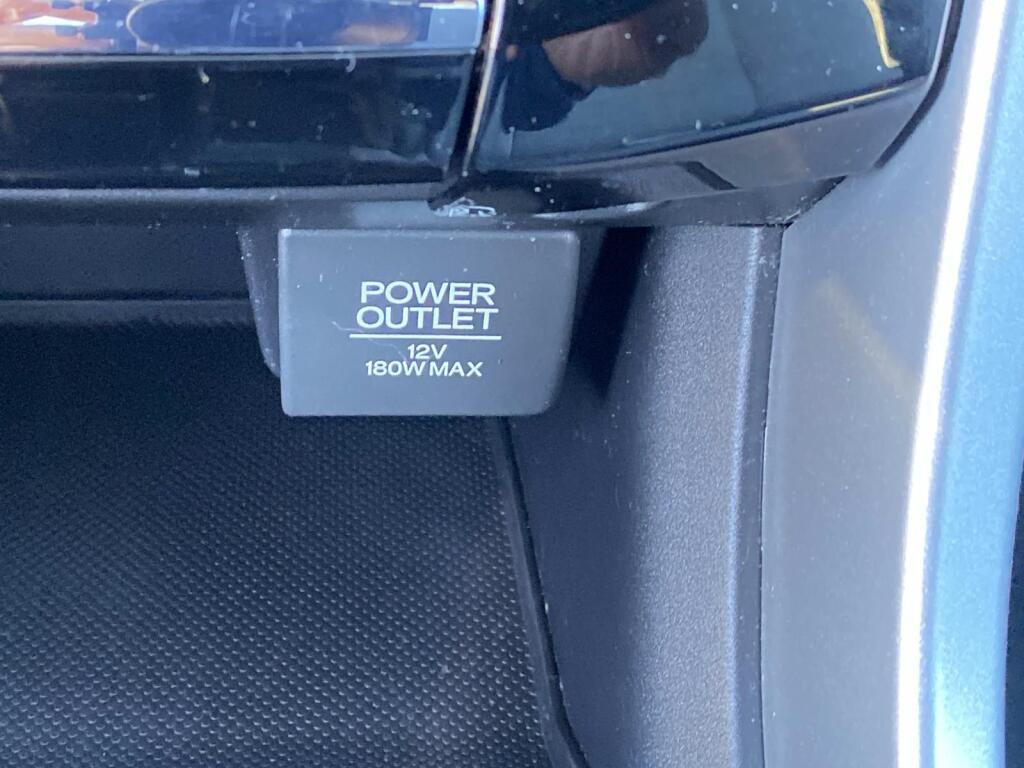 POWER
OUTLET
12V
180W MAX